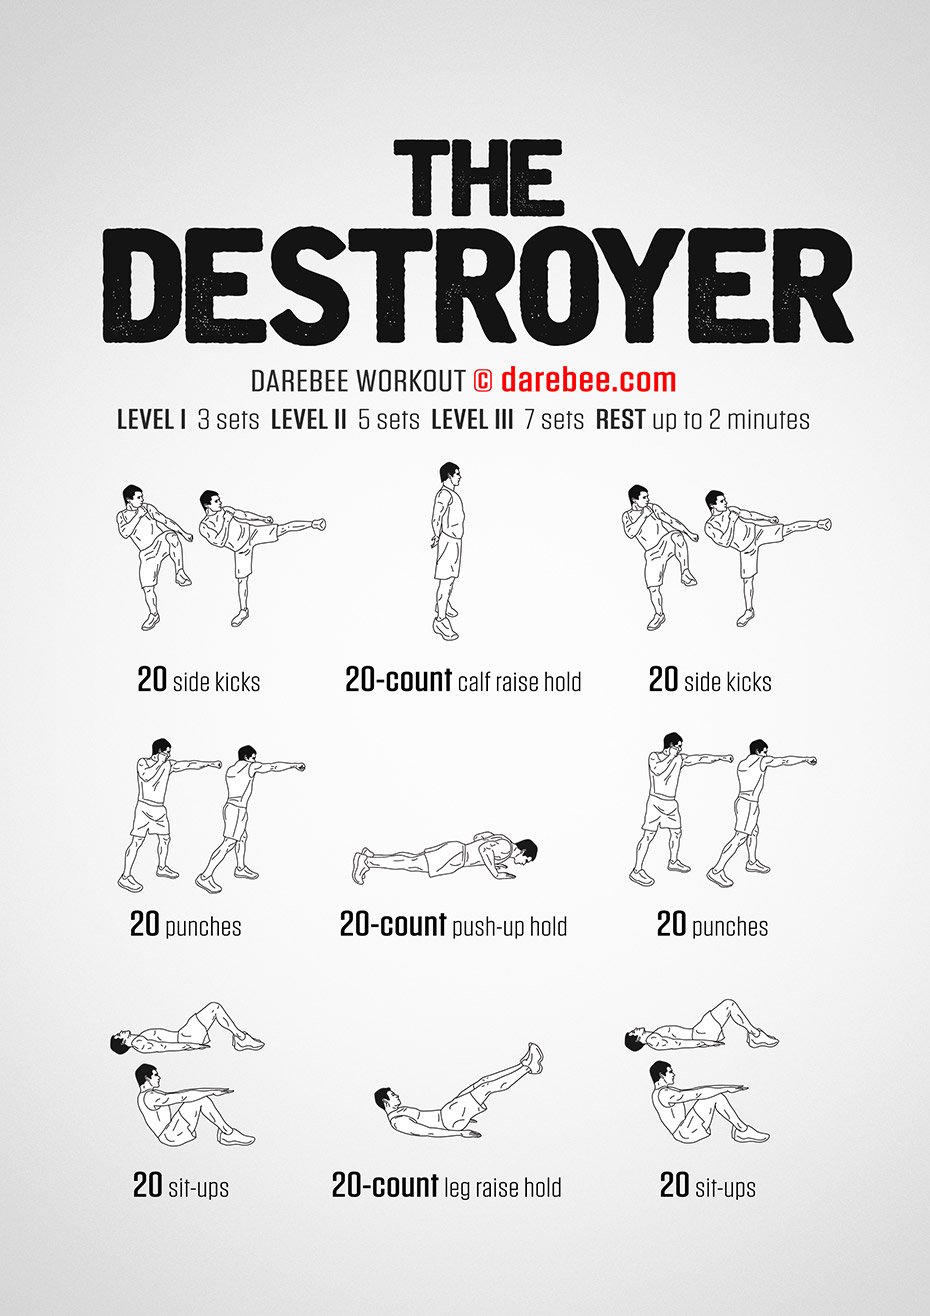 THE
DESTROYER
DAREBEE WORKOUT © darebee.com
LEVEL I 3 sets LEVEL II 5 sets LEVEL III 7 sets REST up to 2 minutes
20 side kicks
20-count calf raise hold
20 side kicks
20 punches
20-count push-up hold
20 punches
20 sit-ups
20-count leg raise hold
20 sit-ups